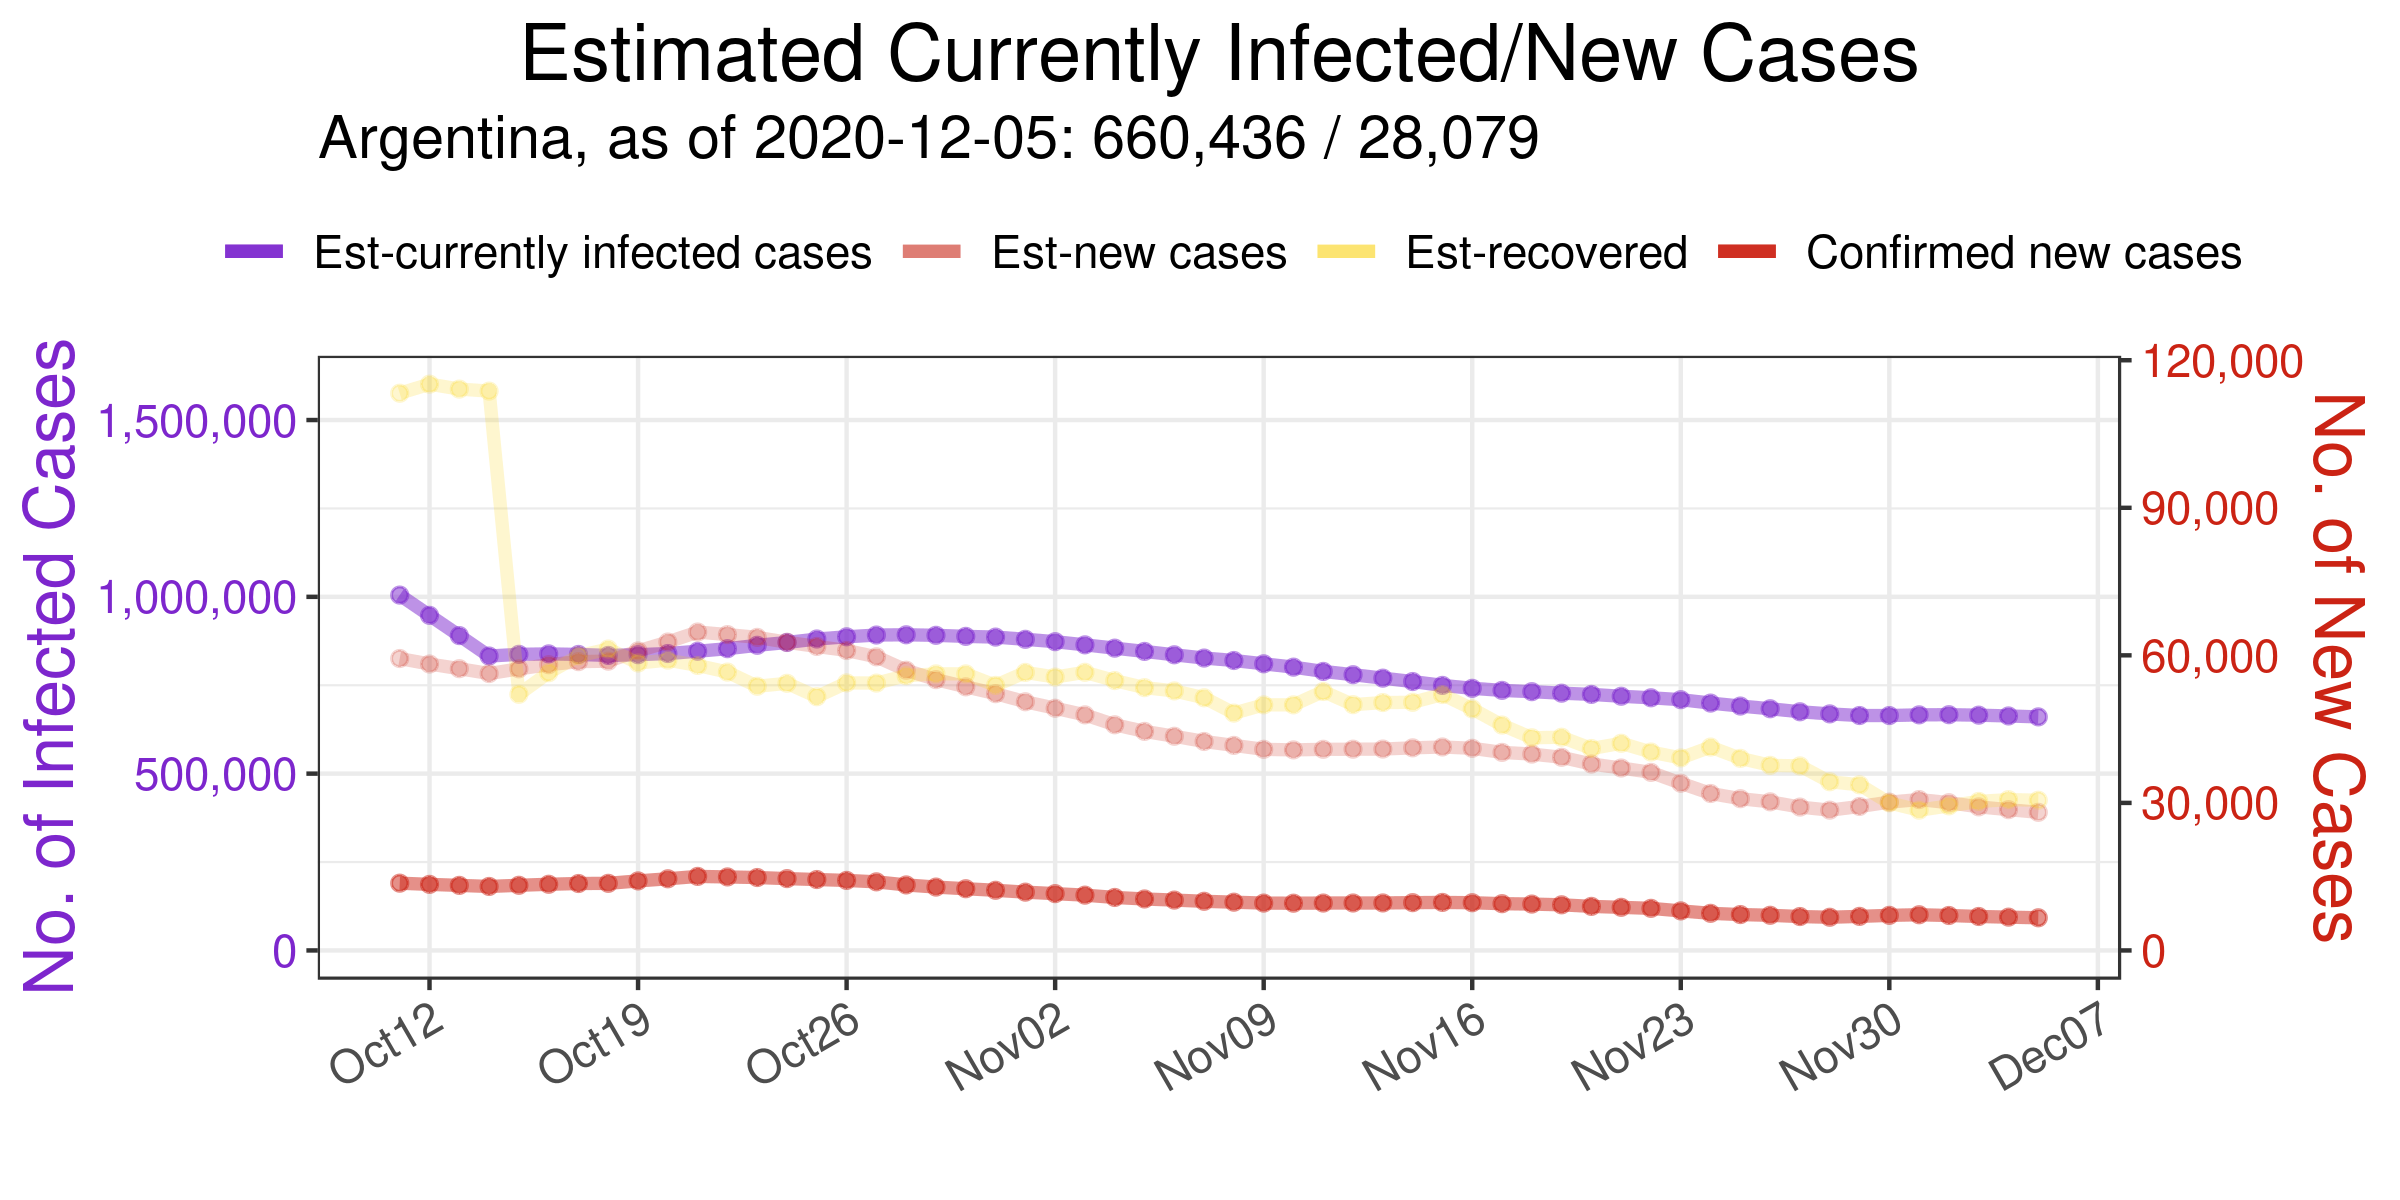 Estimated Currently Infected/New Cases
Argentina, as of 2020-12-05: 660,436 / 28,079
Est-currently infected cases Est-new cases Est-recovered Confirmed new cases
No. of Infected Cases
1,500,000
1,000,000
500,000
0
120,000
90,000
60,000
30,000
0
No. of New Cases
Oct12 Oct19 Oct26 Nov02 Nov09 Nov16 Nov23 Nov30 Dec07